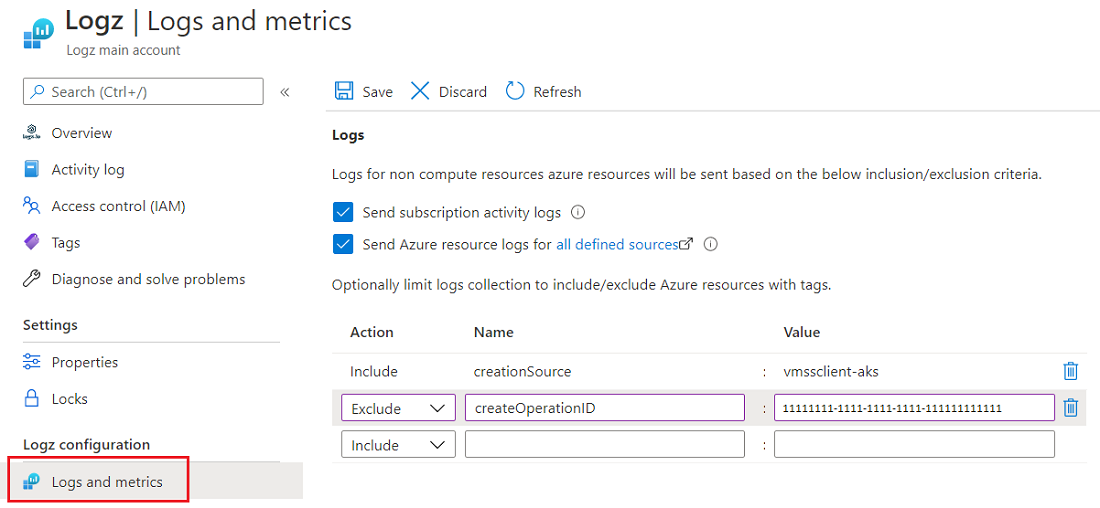 Logz | Logs and metrics
Logz main account
Search (Ctrl+/)
«
Overview
Activity log
Access control (IAM)
Tags
Diagnose and solve problems
Settings
Properties
Locks
Logz configuration
Logs and metrics
Save Discard Refresh
Logs
Logs for non compute resources azure resources will be sent based on the below inclusion/exclusion criteria.
Send subscription activity logs
Send Azure resource logs for all defined sources
Optionally limit logs collection to include/exclude Azure resources with tags.
Action Name Value
Include creationSource : vmssclient-aks
Exclude createOperationID : 11111111-1111-1111-1111-111111111111
Include :